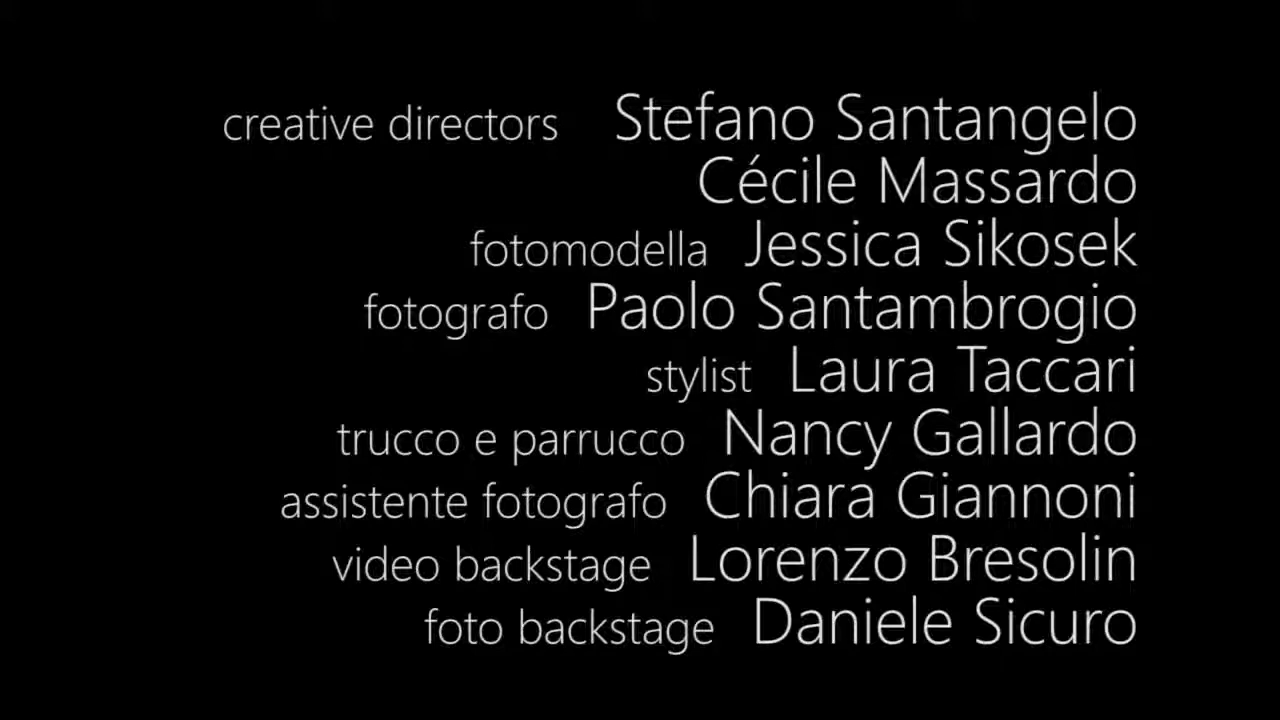 creative directors Stefano Santangelo
Cécile Massardo
fotomodella Jessica Sikosek
fotografo Paolo Santambrogio
stylist Laura Taccari
trucco e parrucco Nancy Gallardo
assistente fotografo Chiara Giannoni
video backstage Lorenzo Bresolin
foto backstage Daniele Sicuro